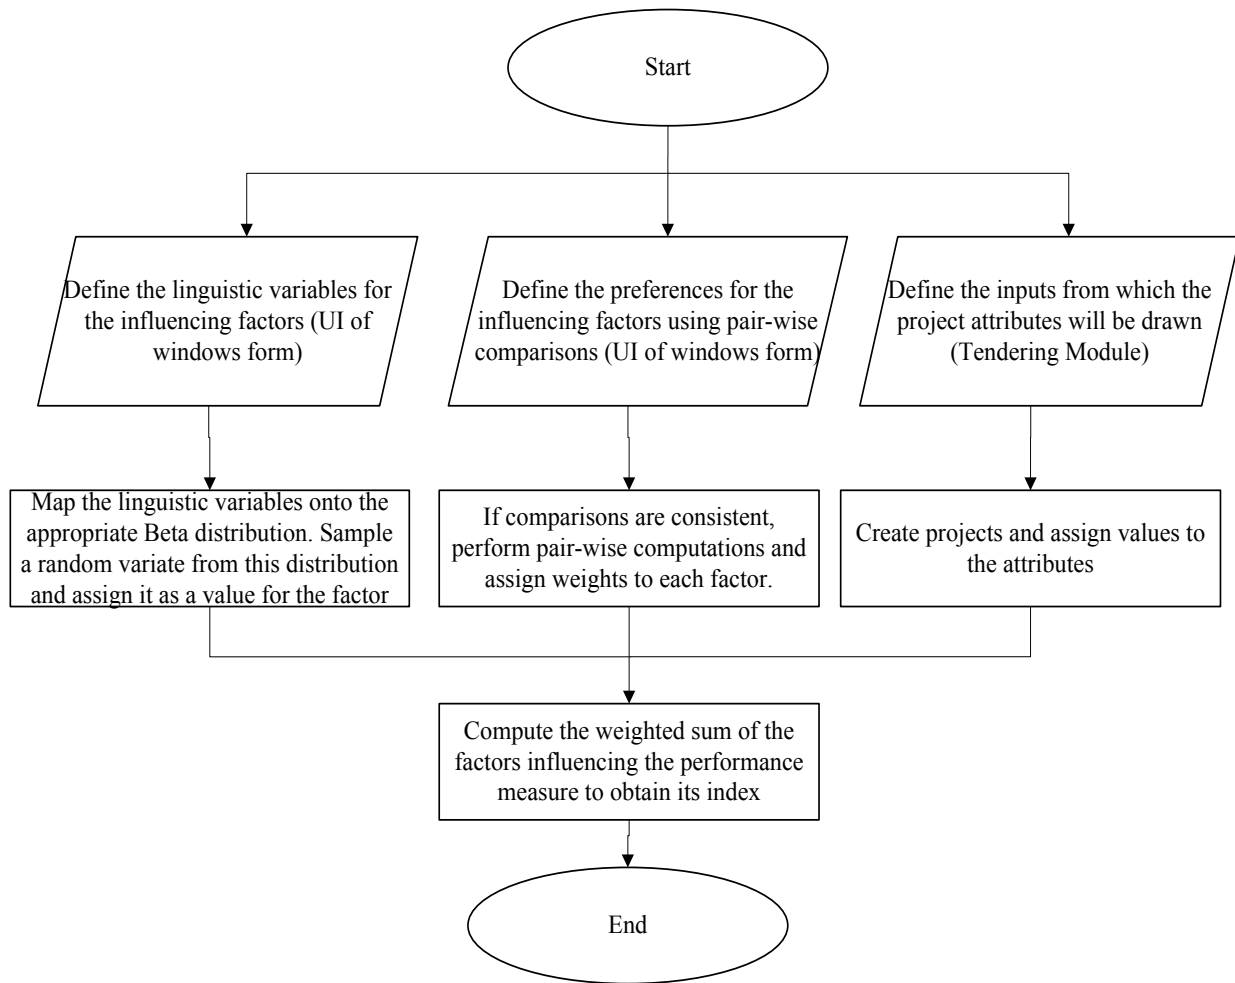 Start
Define the linguistic variables for
the influencing factors (UI of
windows form)
Define the preferences for the
influencing factors using pair-wise
comparisons (UI of windows form)
Define the inputs from which the
project attributes will be drawn
(Tendering Module)
Map the linguistic variables onto the
appropriate Beta distribution. Sample
a random variate from this distribution
and assign it as a value for the factor
If comparisons are consistent,
perform pair-wise computations and
assign weights to each factor.
Create projects and assign values to
the attributes
Compute the weighted sum of the
factors influencing the performance
measure to obtain its index
End